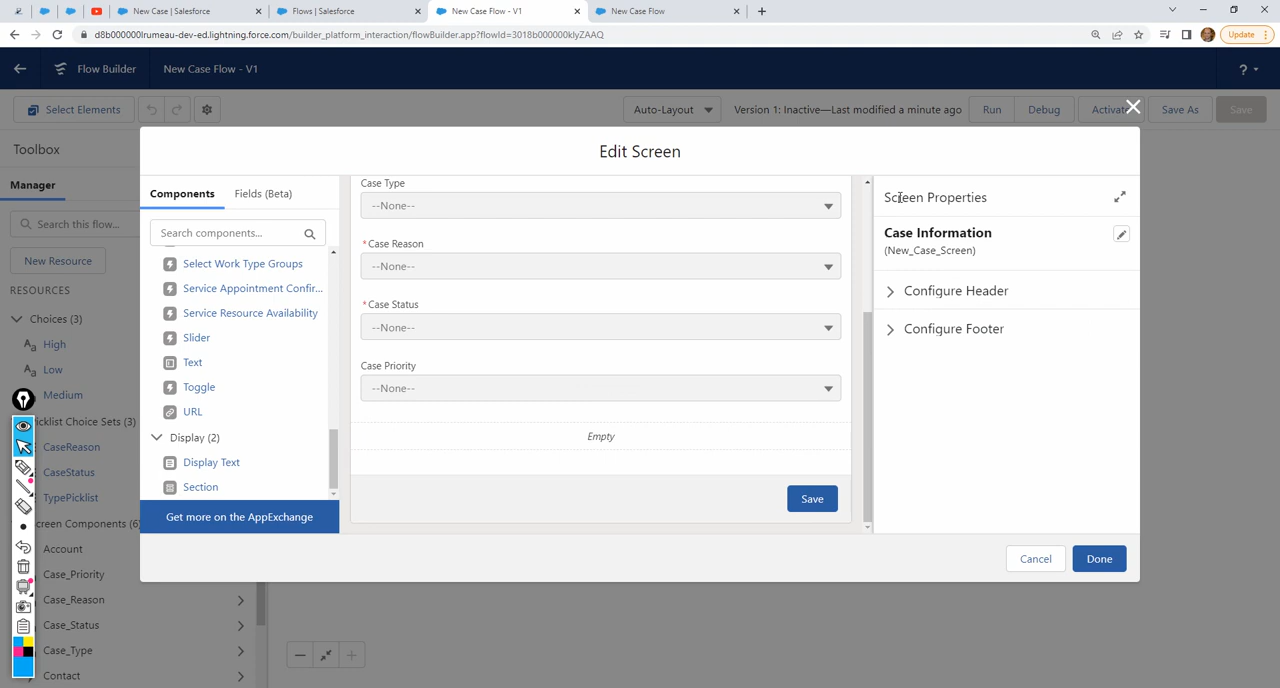 New Case | Salesforce
Flows | Salesforce
New Case Flow - V1
New Case Flow
d8b000000lrumeau-dev-ed.lightning.force.com/builder_platform_interaction/flowBuilder.app?flowId=3018b000000klyZAAQ
Update
Flow Builder
New Case Flow - V1
?
Select Elements
Auto-Layout
Version 1: Inactive—Last modified a minute ago
Run
Debug
Activate
Save As
Save
Toolbox
Manager
Search this flow...
New Resource
RESOURCES
Choices (3)
High
Low
Medium
Picklist Choice Sets (3)
CaseReason
CaseStatus
TypePicklist
Screen Components (6)
Account
Case_Priority
Case_Reason
Case_Status
Case_Type
Contact
Edit Screen
Components
Fields (Beta)
Search components...
Select Work Type Groups
Service Appointment Confir...
Service Resource Availability
Slider
Text
Toggle
URL
Display (2)
Display Text
Section
Get more on the AppExchange
Case Type
--None--
*Case Reason
--None--
*Case Status
--None--
Case Priority
--None--
Empty
Save
Screen Properties
Case Information
(New_Case_Screen)
Configure Header
Configure Footer
Cancel
Done